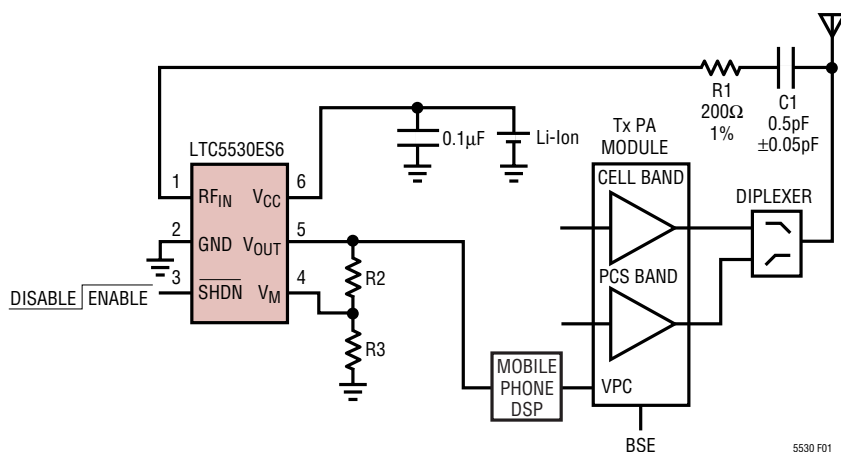 R1
200Ω
1%
C1
0.5pF
±0.05pF
0.1µF
Li-Ion
Tx PA
MODULE
CELL BAND
PCS BAND
VPC
BSE
DIPLEXER
LTC5530ES6
1
RFIN
2
GND
3
SHDN
6
VCC
5
VOUT
4
VM
DISABLE ENABLE
R2
R3
MOBILE
PHONE
DSP
5530 F01